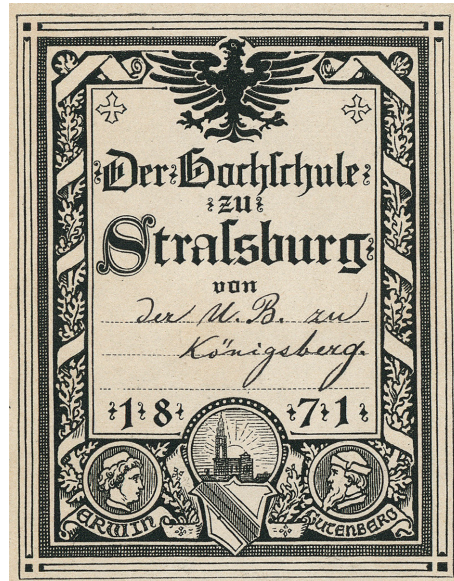 Der Hochschule
zu
Straſsburg
von
der U. B. zu
Königsberg.
1 8 7 1
ERWIN GUTENBERG